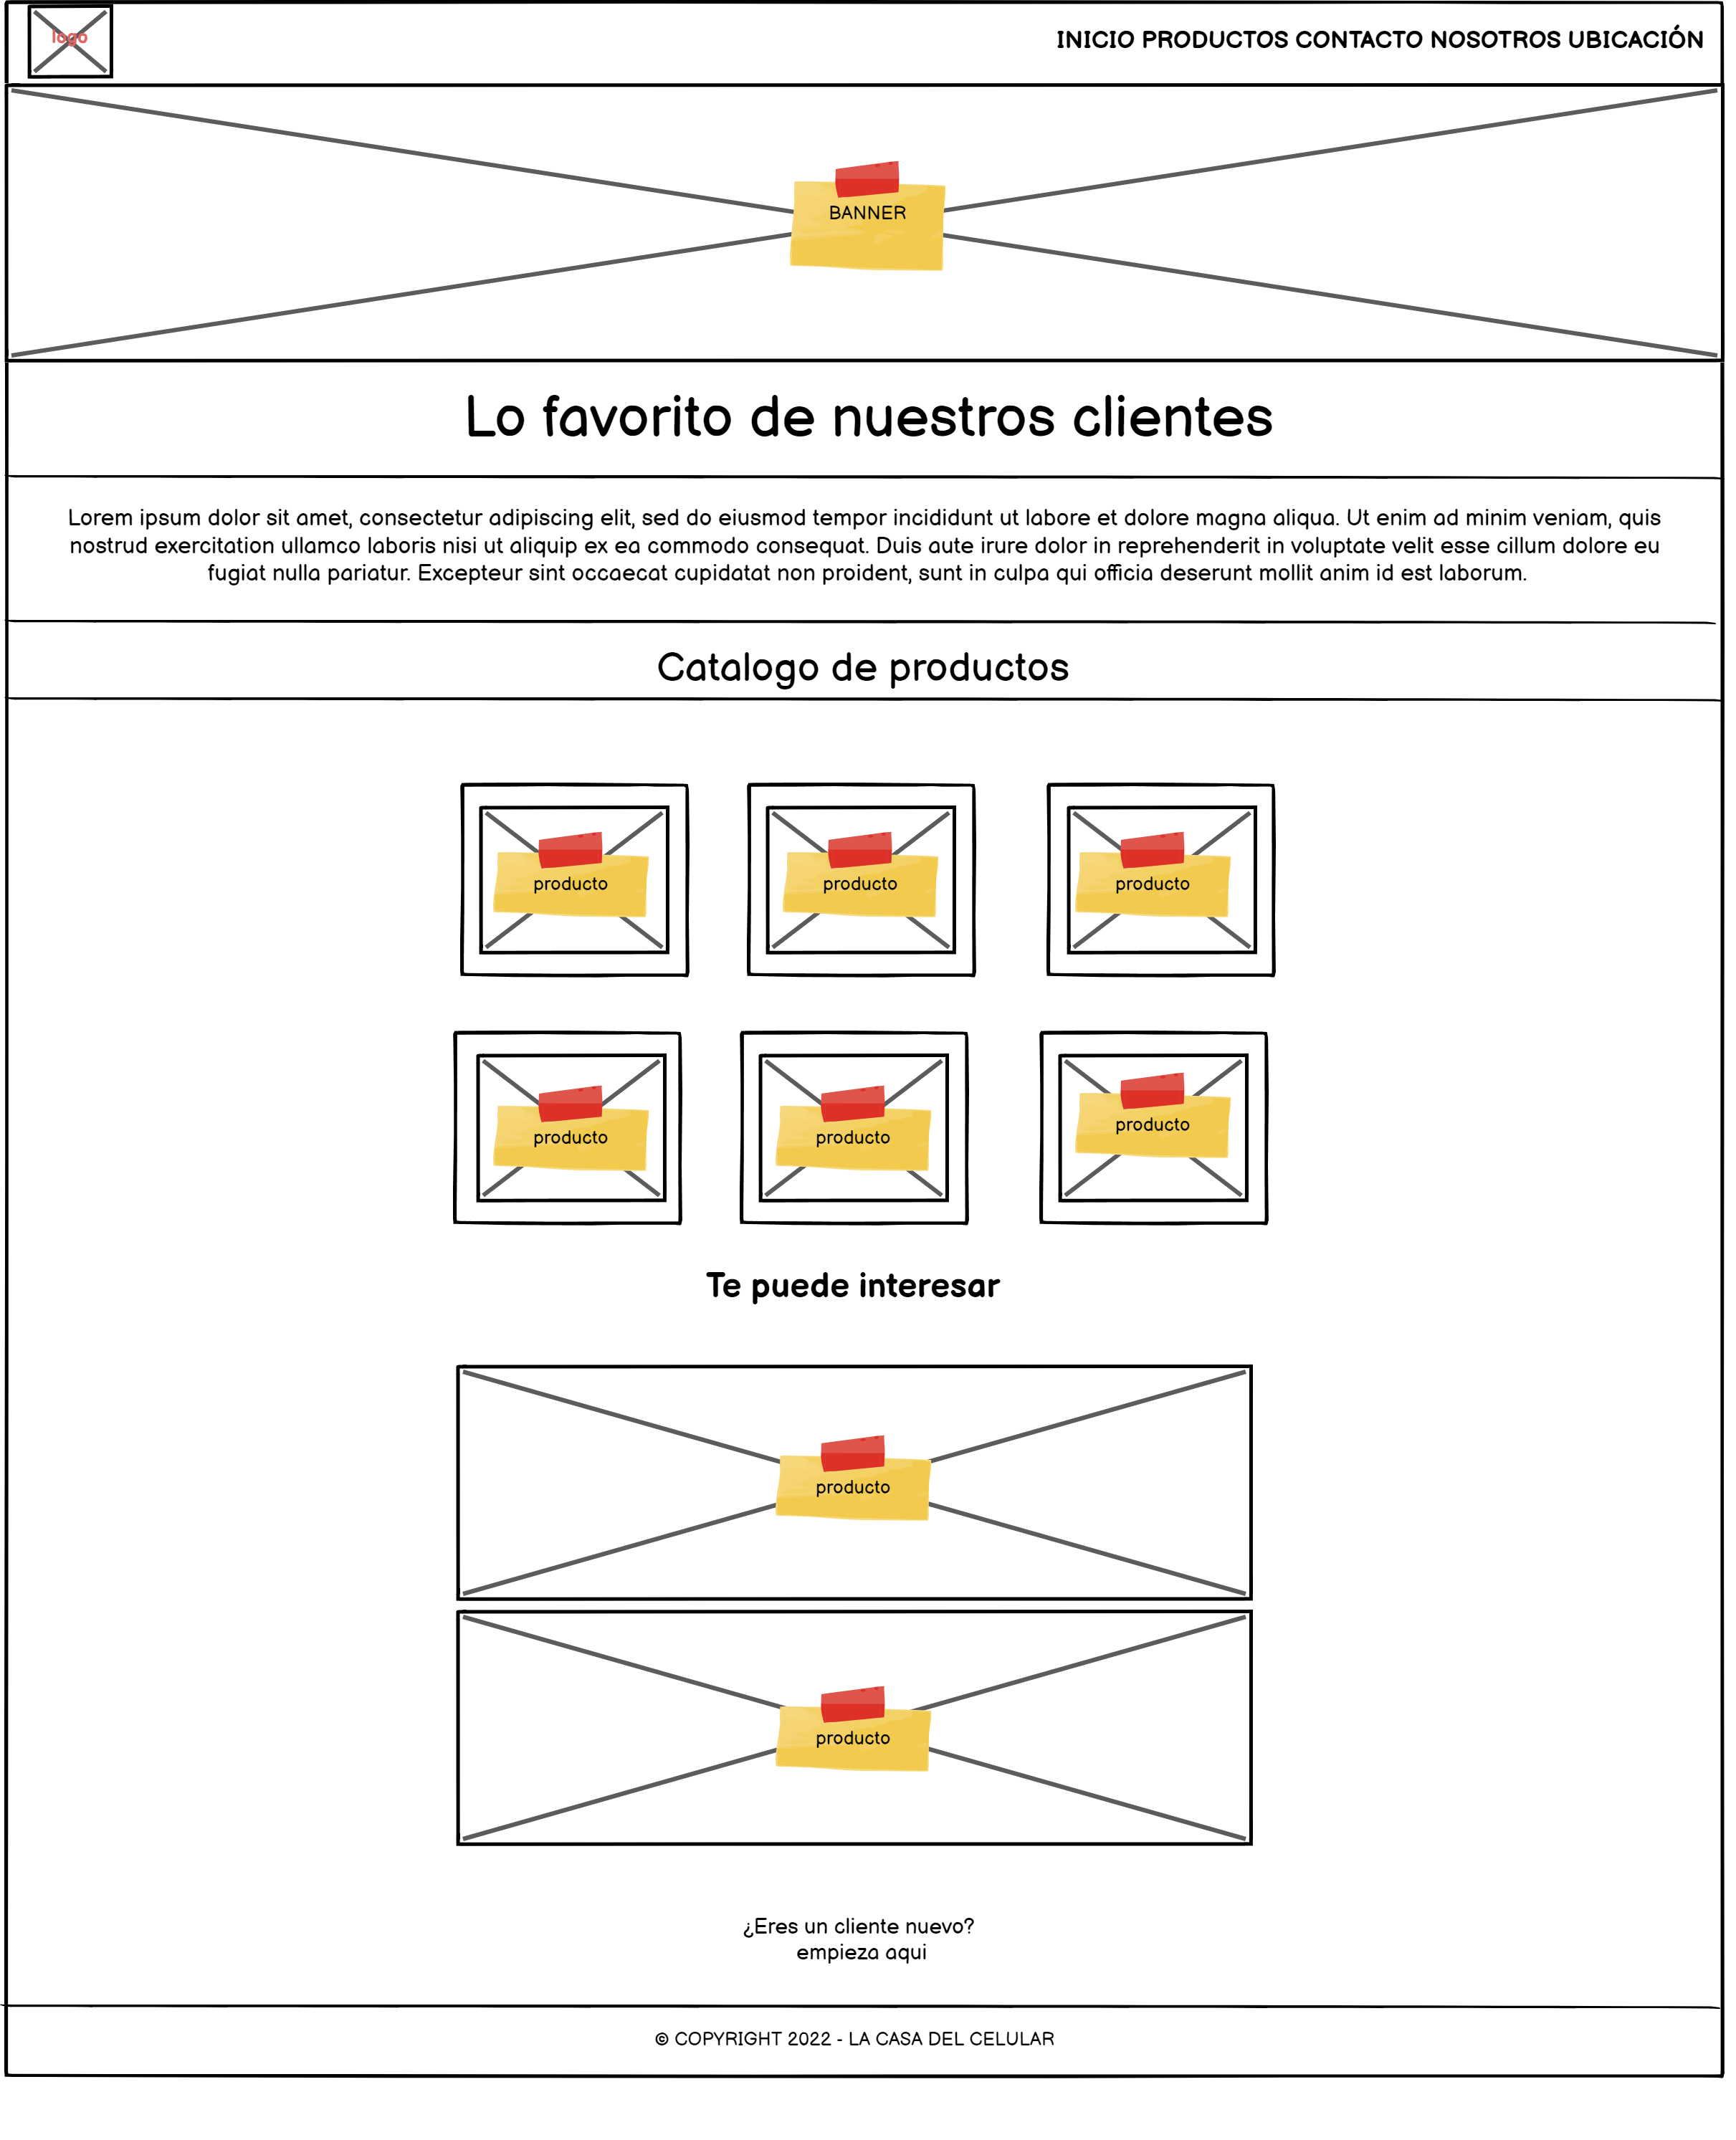 logo
INICIO PRODUCTOS CONTACTO NOSOTROS UBICACIÓN
BANNER
Lo favorito de nuestros clientes
Lorem ipsum dolor sit amet, consectetur adipiscing elit, sed do eiusmod tempor incididunt ut labore et dolore magna aliqua. Ut enim ad minim veniam, quis
nostrud exercitation ullamco laboris nisi ut aliquip ex ea commodo consequat. Duis aute irure dolor in reprehenderit in voluptate velit esse cillum dolore eu
fugiat nulla pariatur. Excepteur sint occaecat cupidatat non proident, sunt in culpa qui officia deserunt mollit anim id est laborum.
Catalogo de productos
producto
producto
producto
producto
producto
producto
Te puede interesar
producto
producto
¿Eres un cliente nuevo?
empieza aqui
© COPYRIGHT 2022 - LA CASA DEL CELULAR